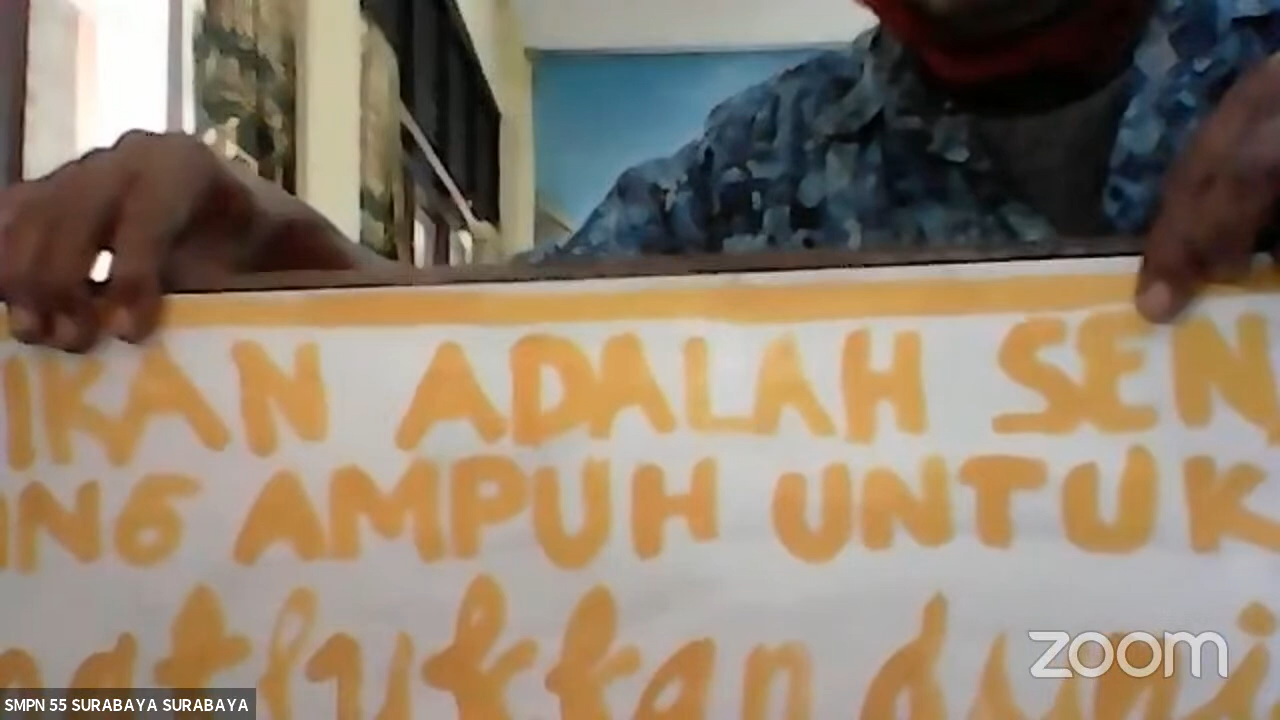 IKAN ADALAH SEN
ING AMPUH UNTUK
zoom
SMPN 55 SURABAYA SURABAYA